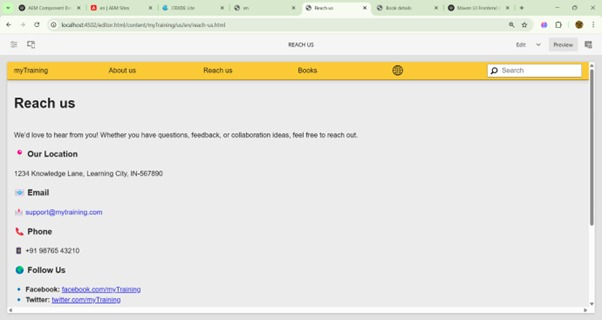 AEM Component Ex
en | AEM Sites
CRXDE Lite
en
Reach us
Book details
Maven UI Frontend
localhost:4502/editor.html/content/myTraining/us/en/reach-us.html
REACH US
Edit
Preview
myTraining
About us
Reach us
Books
Search
Reach us
We'd love to hear from you! Whether you have questions, feedback, or collaboration ideas, feel free to reach out.
Our Location
1234 Knowledge Lane, Learning City, IN-567890
Email
support@mytraining.com
Phone
+91 98765 43210
Follow Us
Facebook: facebook.com/myTraining
Twitter: twitter.com/myTraining